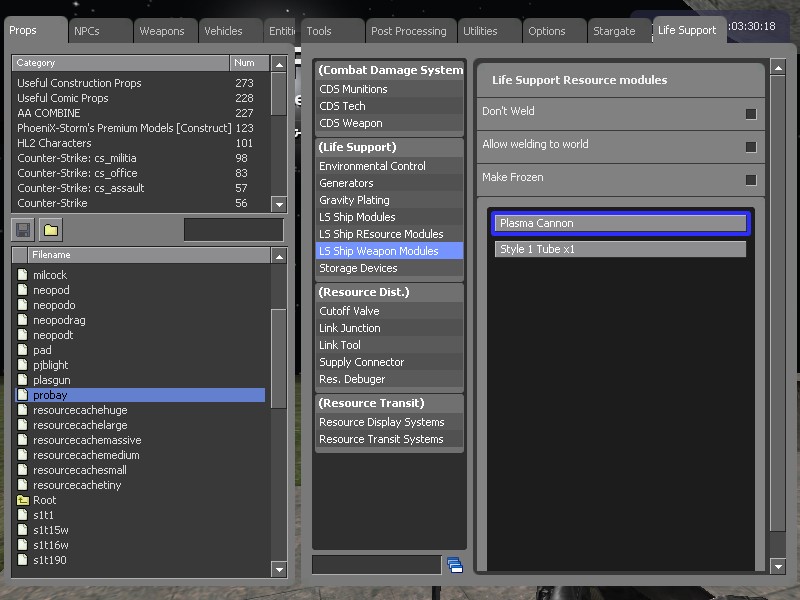 Props
NPCs
Weapons
Vehicles
Entiti
Tools
Post Processing
Utilities
Options
Stargate
Life Support
:03:30:18
Category
Num
Useful Construction Props 273
Useful Comic Props 228
AA COMBINE 227
PhoeniX-Storm's Premium Models [Construct] 123
HL2 Characters 101
Counter-Strike: cs_militia 98
Counter-Strike: cs_office 83
Counter-Strike: cs_assault 57
Counter-Strike 56
Filename
milcock
neopod
neopodo
neopodrag
neopodt
pad
pjblight
plasgun
probay
resourcecachehuge
resourcecachelarge
resourcecachemassive
resourcecachemedium
resourcecachesmall
resourcecachetiny
Root
s1t1
s1t15w
s1t16w
s1t190
(Combat Damage System
CDS Munitions
CDS Tech
CDS Weapon
(Life Support)
Environmental Control
Generators
Gravity Plating
LS Ship Modules
LS Ship REsource Modules
LS Ship Weapon Modules
Storage Devices
(Resource Dist.)
Cutoff Valve
Link Junction
Link Tool
Supply Connector
Res. Debuger
(Resource Transit)
Resource Display Systems
Resource Transit Systems
Life Support Resource modules
Don't Weld
Allow welding to world
Make Frozen
Plasma Cannon
Style 1 Tube x1